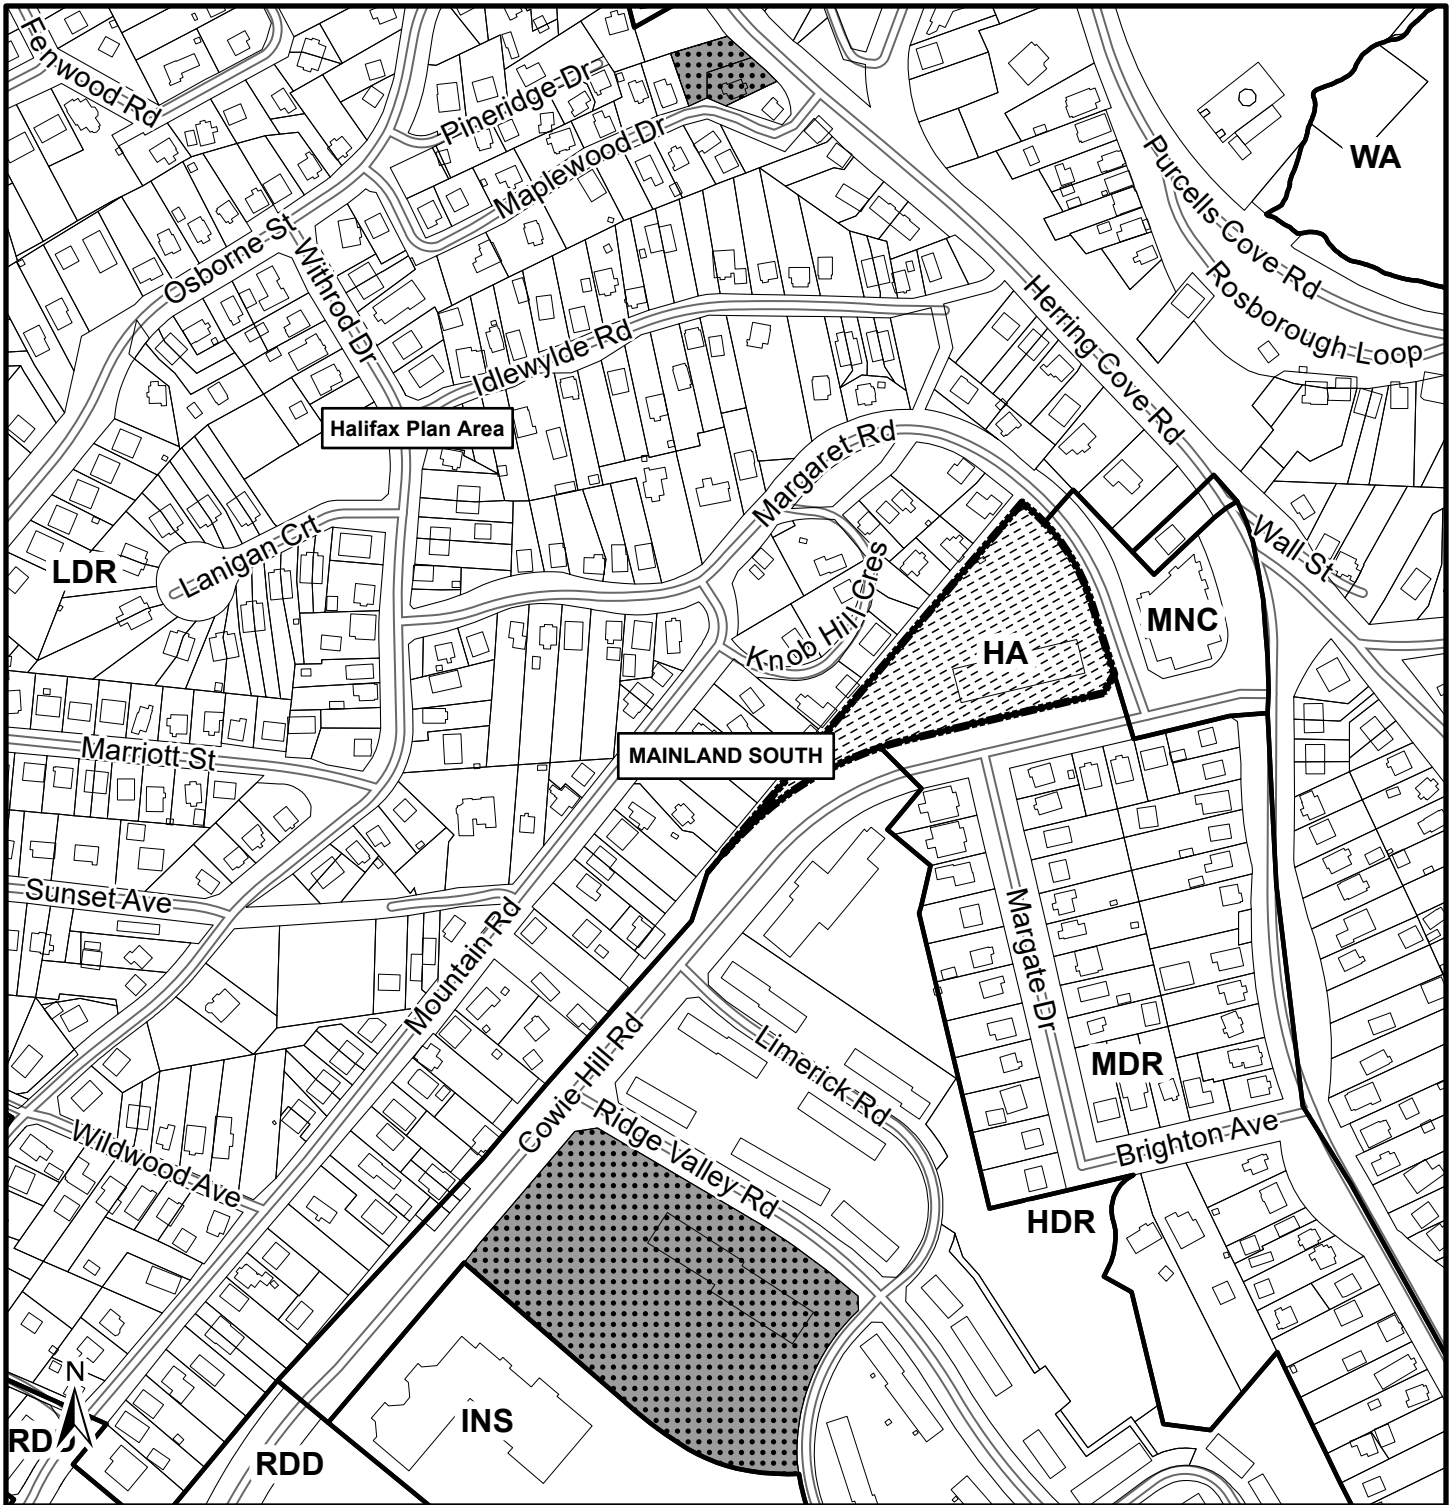 Fenwood Rd
Pineridge Dr
Maplewood Dr
Purcells Cove Rd
WA
Osborne St
Withrod Dr
Rosborough Loop
Herring Cove Rd
Idlewylde Rd
Halifax Plan Area
Margaret Rd
Wall St
Lanigan Crt
LDR
Knob Hill Cres
MNC
HA
Marriott St
MAINLAND SOUTH
Sunset Ave
Mountain Rd
Margate Dr
Cowie Hill Rd
Limerick Rd
MDR
Wildwood Ave
Ridge Valley Rd
Brighton Ave
HDR
N
INS
RDD
RDD